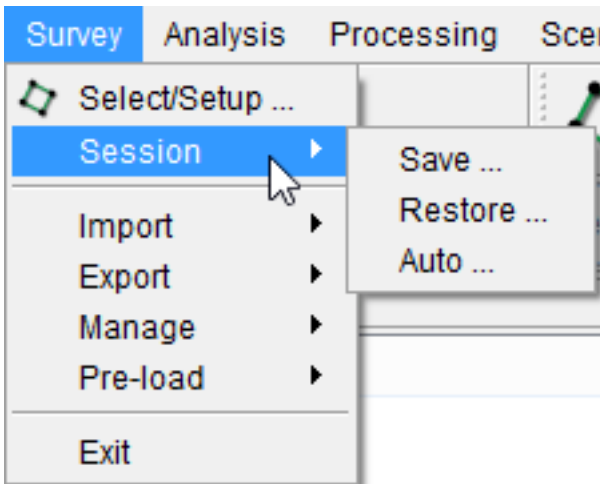 Survey Analysis Processing
Select/Setup ...
Session
Save ...
Restore ...
Auto ...
Import
Export
Manage
Pre-load
Exit